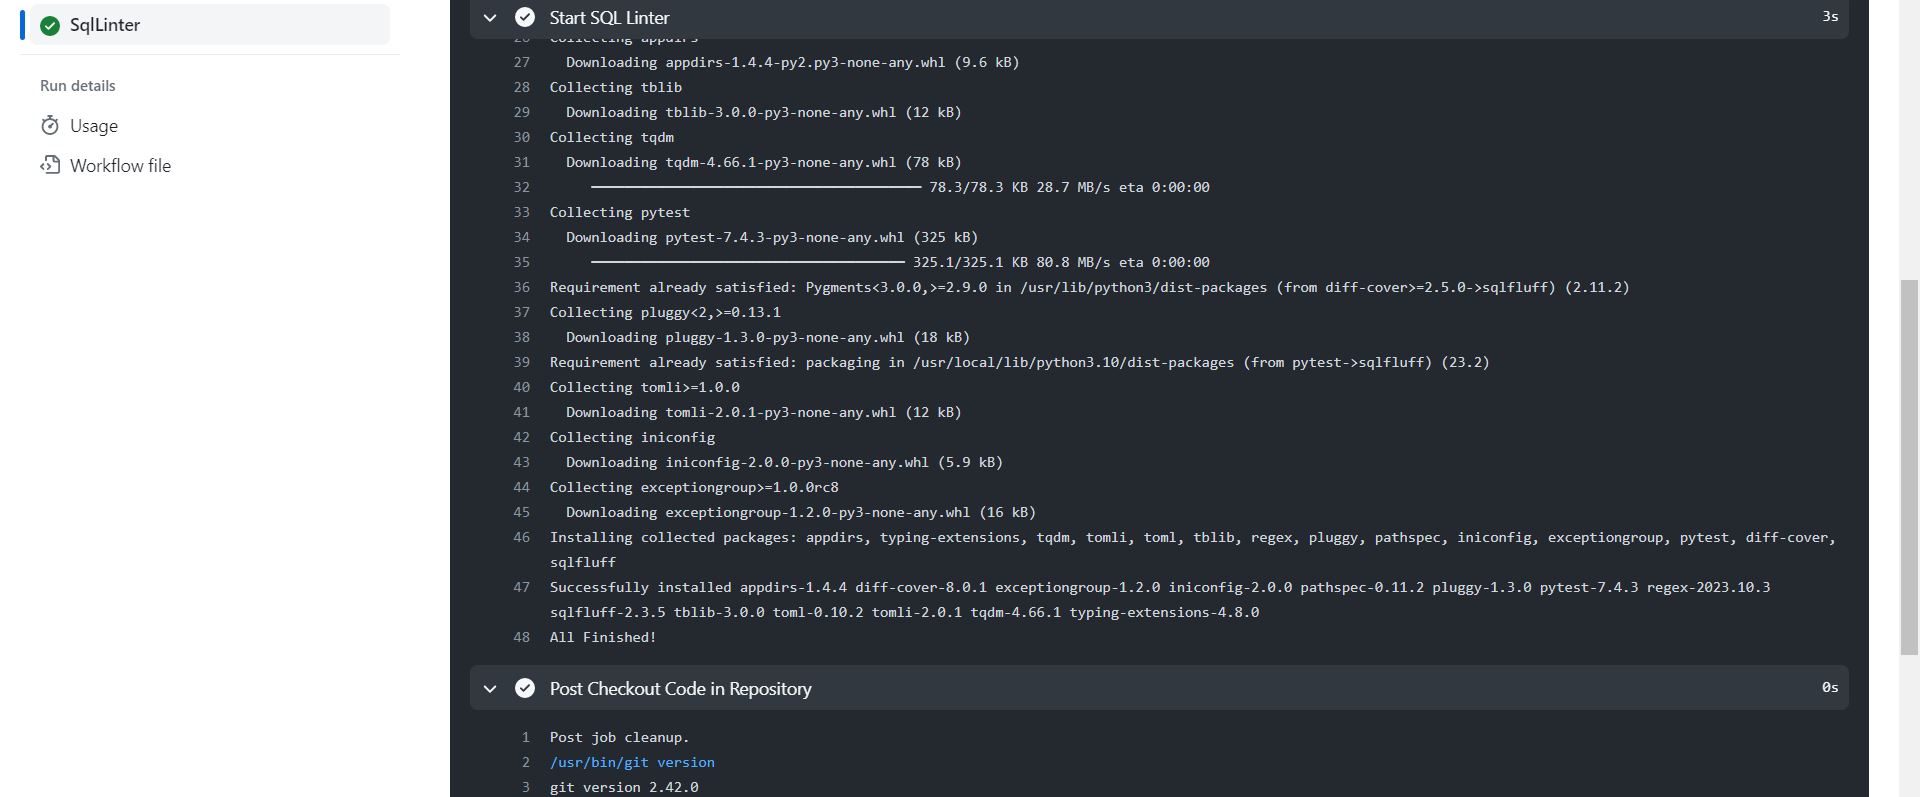 SqlLinter
Run details
Usage
Workflow file
Start SQL Linter 3s
26 Collecting appdirs
27 Downloading appdirs-1.4.4-py2.py3-none-any.whl (9.6 kB)
28 Collecting tblib
29 Downloading tblib-3.0.0-py3-none-any.whl (12 kB)
30 Collecting tqdm
31 Downloading tqdm-4.66.1-py3-none-any.whl (78 kB)
32 ━━━━━━━━━━━━━━━━━━━━━━━━━━━━━━━━━━━━━━━━ 78.3/78.3 KB 28.7 MB/s eta 0:00:00
33 Collecting pytest
34 Downloading pytest-7.4.3-py3-none-any.whl (325 kB)
35 ━━━━━━━━━━━━━━━━━━━━━━━━━━━━━━━━━━━━━━ 325.1/325.1 KB 80.8 MB/s eta 0:00:00
36 Requirement already satisfied: Pygments<3.0.0,>=2.9.0 in /usr/lib/python3/dist-packages (from diff-cover>=2.5.0->sqlfluff) (2.11.2)
37 Collecting pluggy<2,>=0.13.1
38 Downloading pluggy-1.3.0-py3-none-any.whl (18 kB)
39 Requirement already satisfied: packaging in /usr/local/lib/python3.10/dist-packages (from pytest->sqlfluff) (23.2)
40 Collecting tomli>=1.0.0
41 Downloading tomli-2.0.1-py3-none-any.whl (12 kB)
42 Collecting iniconfig
43 Downloading iniconfig-2.0.0-py3-none-any.whl (5.9 kB)
44 Collecting exceptiongroup>=1.0.0rc8
45 Downloading exceptiongroup-1.2.0-py3-none-any.whl (16 kB)
46 Installing collected packages: appdirs, typing-extensions, tqdm, tomli, toml, tblib, regex, pluggy, pathspec, iniconfig, exceptiongroup, pytest, diff-cover,
sqlfluff
47 Successfully installed appdirs-1.4.4 diff-cover-8.0.1 exceptiongroup-1.2.0 iniconfig-2.0.0 pathspec-0.11.2 pluggy-1.3.0 pytest-7.4.3 regex-2023.10.3
sqlfluff-2.3.5 tblib-3.0.0 toml-0.10.2 tomli-2.0.1 tqdm-4.66.1 typing-extensions-4.8.0
48 All Finished!
Post Checkout Code in Repository 0s
1 Post job cleanup.
2 /usr/bin/git version
3 git version 2.42.0